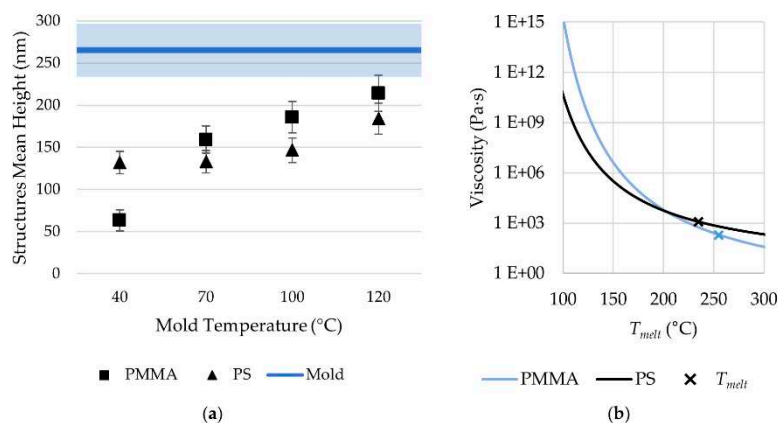 Structures Mean Height (nm)
300
250
200
150
100
50
0
40 70 100 120
Mold Temperature (°C)
PMMA PS Mold
(a)
Viscosity (Pa·s)
1 E+15
1 E+12
1 E+09
1 E+06
1 E+03
1 E+00
100 150 200 250 300
T_melt (°C)
PMMA PS T_melt
(b)